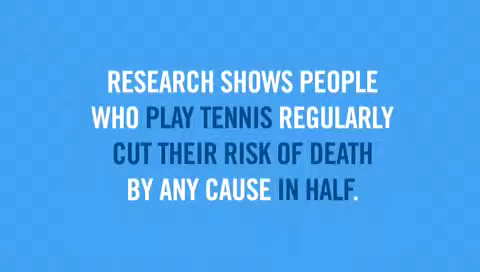 RESEARCH SHOWS PEOPLE
WHO PLAY TENNIS REGULARLY
CUT THEIR RISK OF DEATH
BY ANY CAUSE IN HALF.